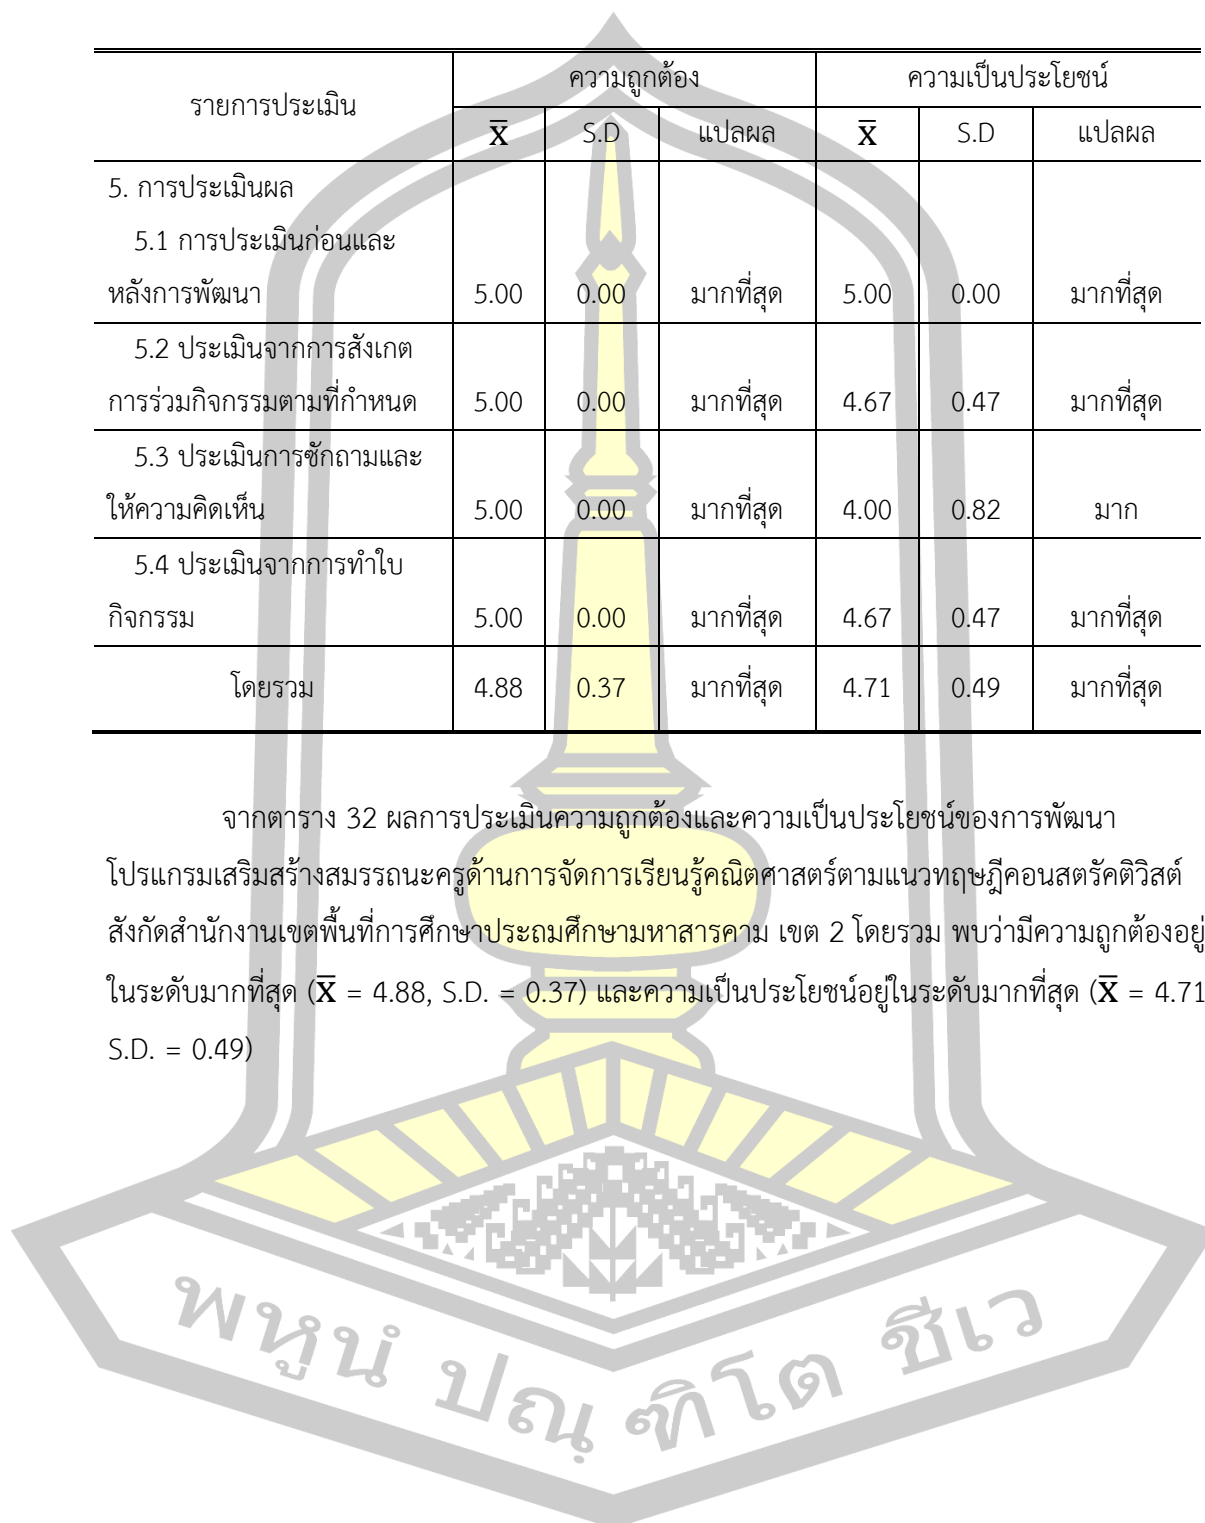 รายการประเมิน ความถูกต้อง ความเป็นประโยชน์
X̅ S.D แปลผล X̅ S.D แปลผล
5. การประเมินผล
5.1 การประเมินก่อนและ
หลังการพัฒนา 5.00 0.00 มากที่สุด 5.00 0.00 มากที่สุด
5.2 ประเมินจากการสังเกต
การร่วมกิจกรรมตามที่กำหนด 5.00 0.00 มากที่สุด 4.67 0.47 มากที่สุด
5.3 ประเมินการซักถามและ
ให้ความคิดเห็น 5.00 0.00 มากที่สุด 4.00 0.82 มาก
5.4 ประเมินจากการทำใบ
กิจกรรม 5.00 0.00 มากที่สุด 4.67 0.47 มากที่สุด
โดยรวม 4.88 0.37 มากที่สุด 4.71 0.49 มากที่สุด
จากตาราง 32 ผลการประเมินความถูกต้องและความเป็นประโยชน์ของการพัฒนา
โปรแกรมเสริมสร้างสมรรถนะครูด้านการจัดการเรียนรู้คณิตศาสตร์ตามแนวทฤษฎีคอนสตรัคติวิสต์
สังกัดสำนักงานเขตพื้นที่การศึกษาประถมศึกษามหาสารคาม เขต 2 โดยรวม พบว่ามีความถูกต้องอยู่
ในระดับมากที่สุด (X̅ = 4.88, S.D. = 0.37) และความเป็นประโยชน์อยู่ในระดับมากที่สุด (X̅ = 4.71
S.D. = 0.49)
พหูนํ ปณฺฑิโต ชีเว